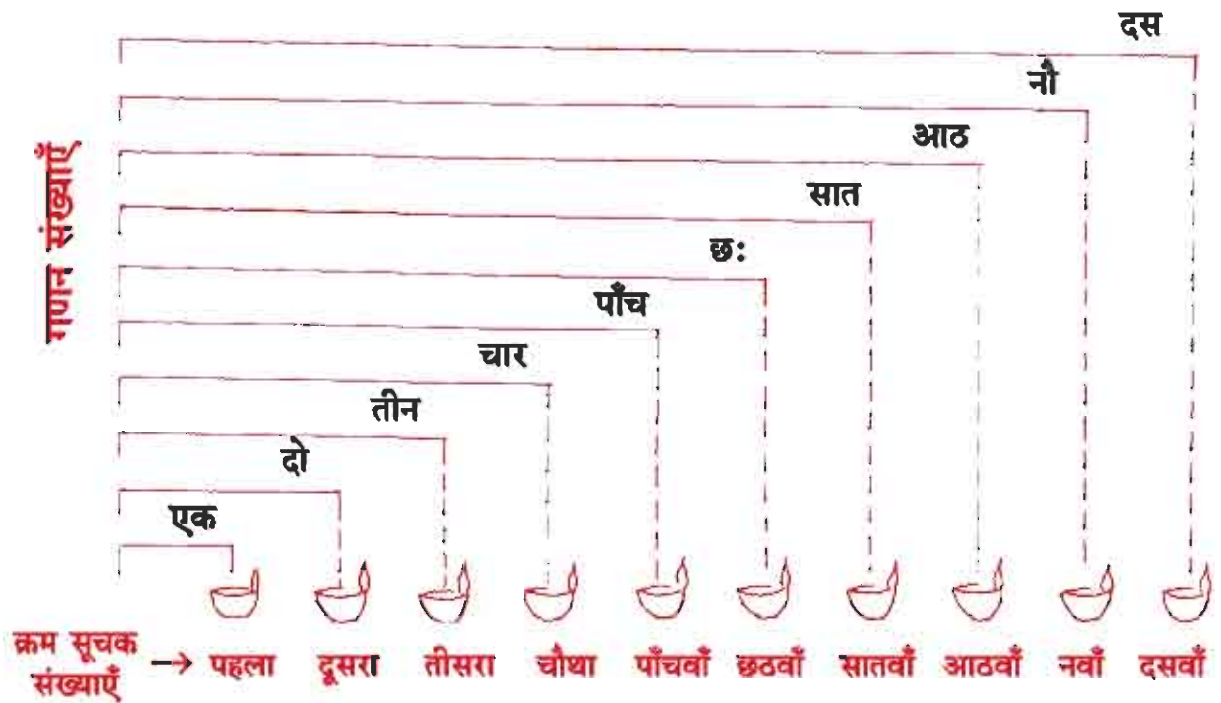 दस
नौ
आठ
सात
छः
पाँच
चार
तीन
दो
एक
गणन संख्याएँ
क्रम सूचक
संख्याएँ → पहला दूसरा तीसरा चौथा पाँचवाँ छठवाँ सातवाँ आठवाँ नवाँ दसवाँ